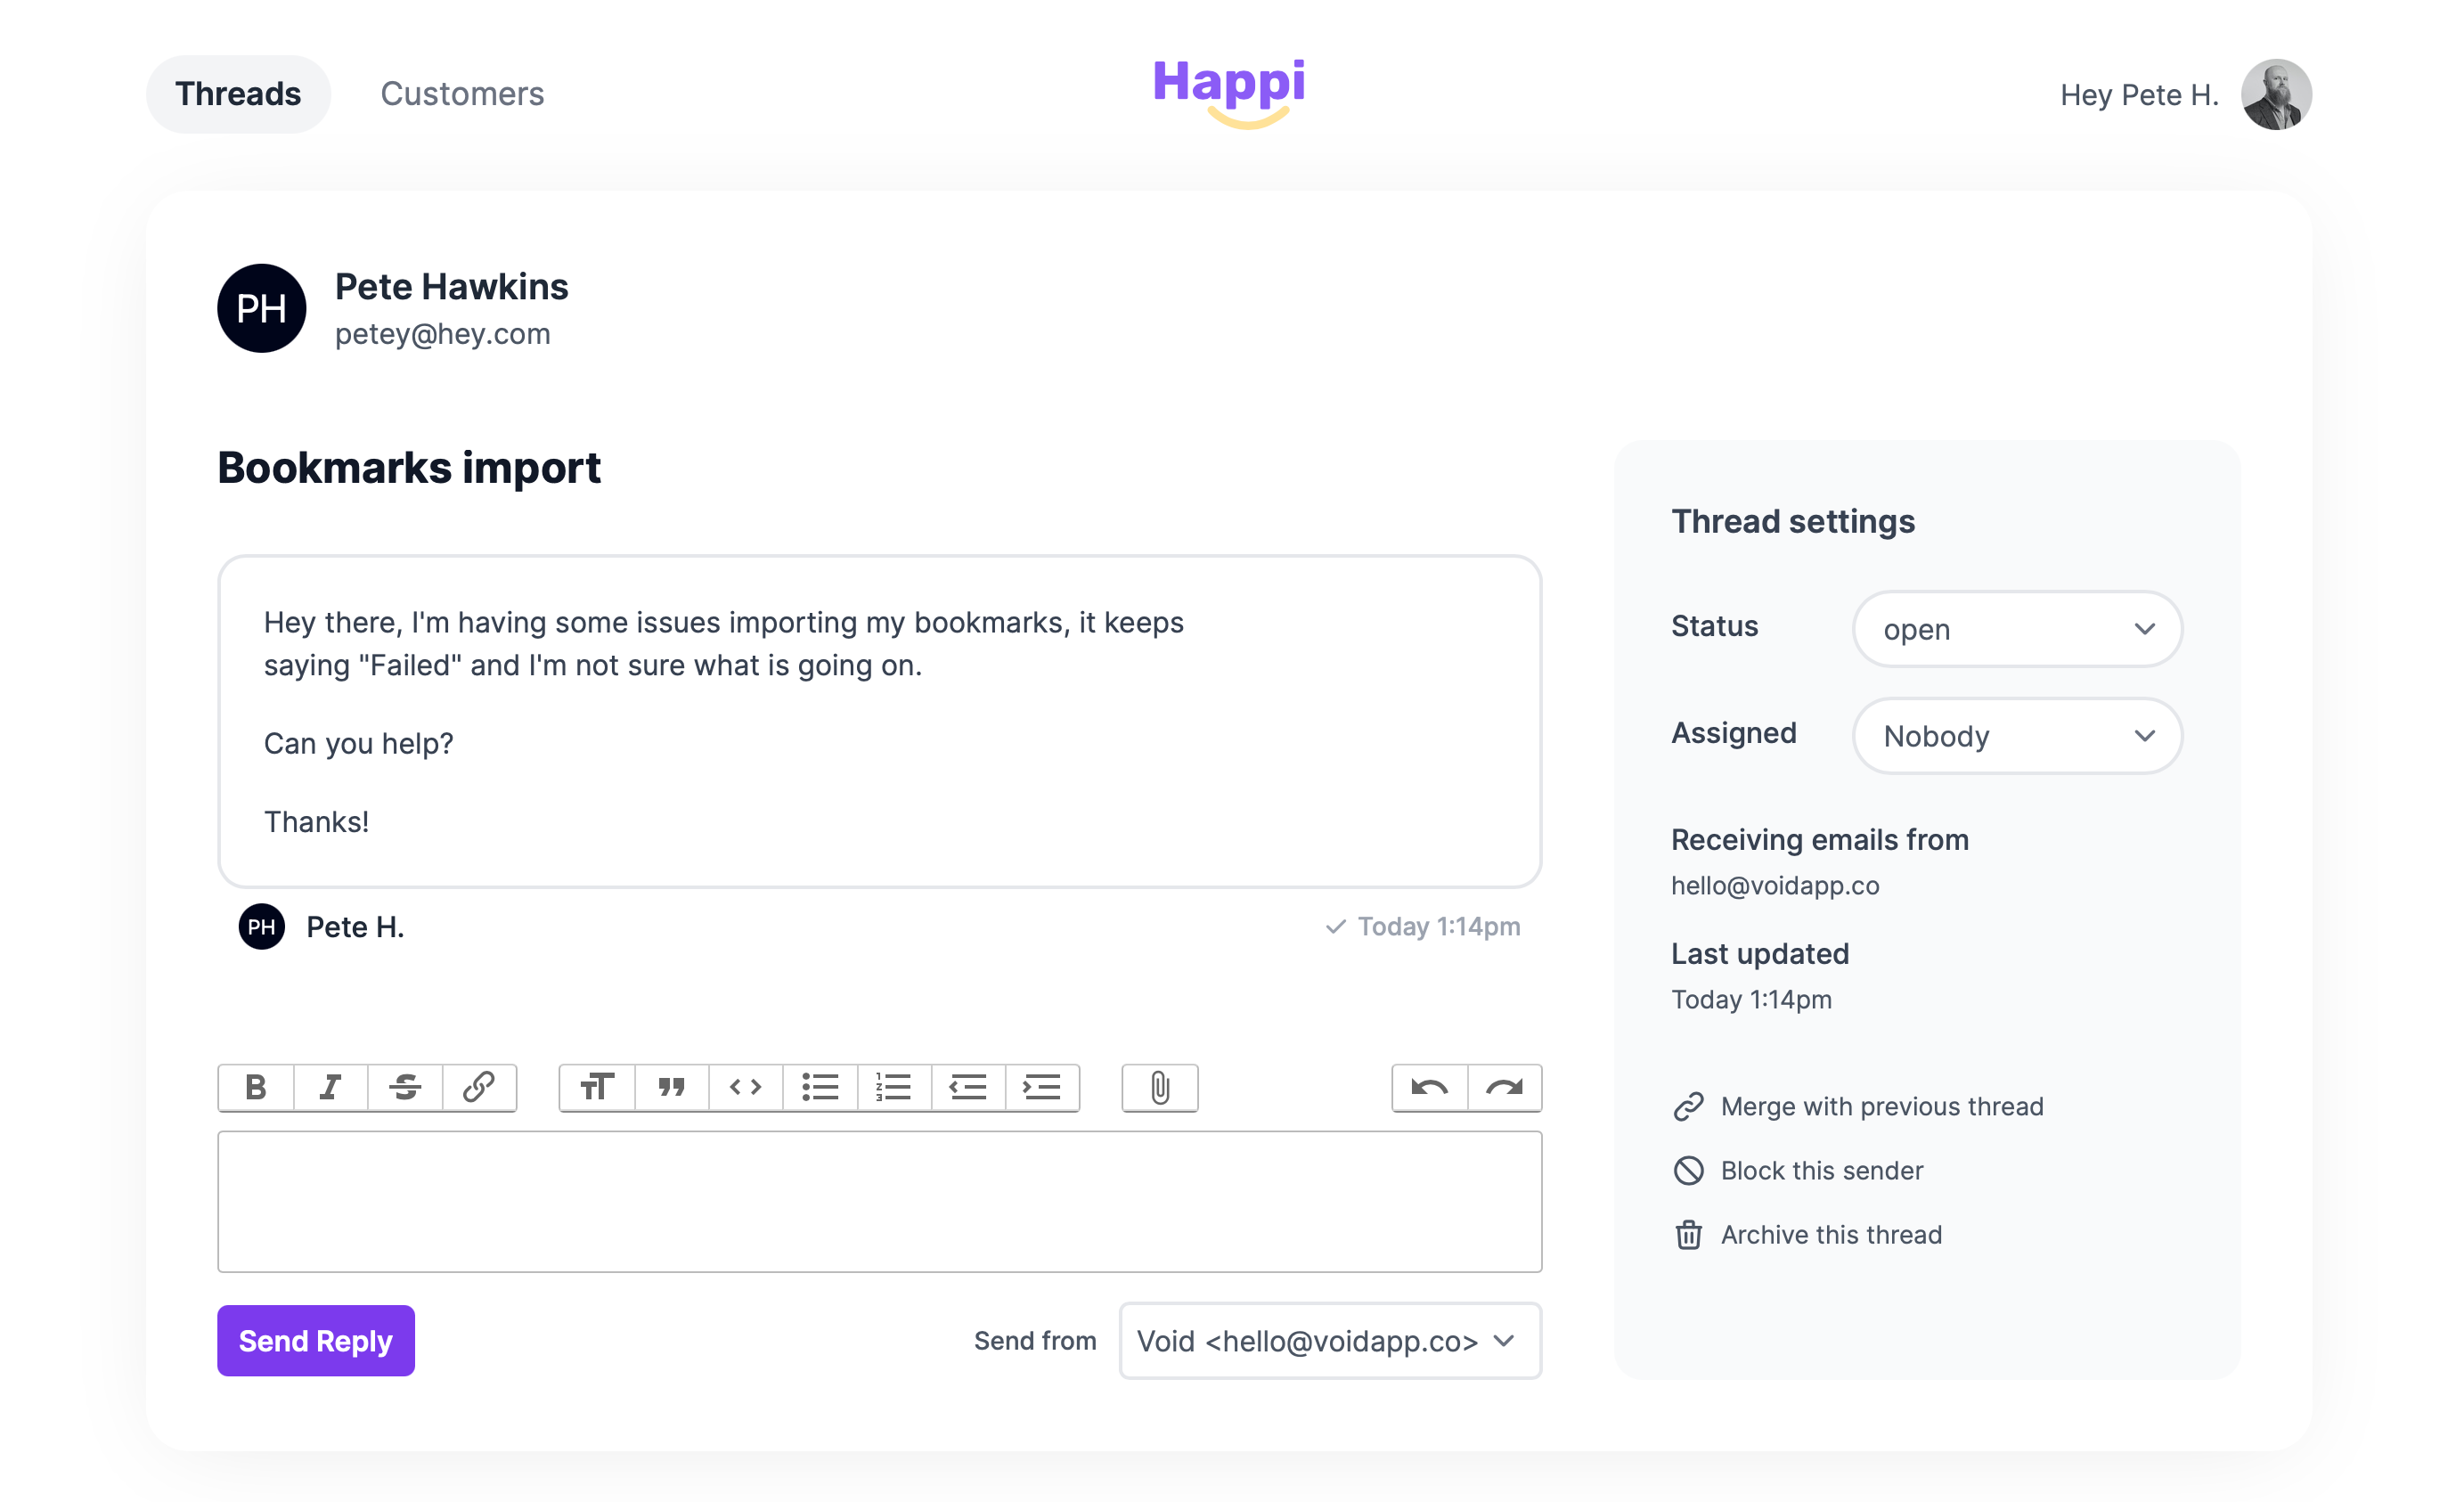 Threads
Customers
Happi
Hey Pete H.
PH
Pete Hawkins
petey@hey.com
Bookmarks import
Hey there, I'm having some issues importing my bookmarks, it keeps
saying "Failed" and I'm not sure what is going on.
Can you help?
Thanks!
PH
Pete H.
Today 1:14pm
Send Reply
Send from
Void <hello@voidapp.co>
Thread settings
Status
open
Assigned
Nobody
Receiving emails from
hello@voidapp.co
Last updated
Today 1:14pm
Merge with previous thread
Block this sender
Archive this thread